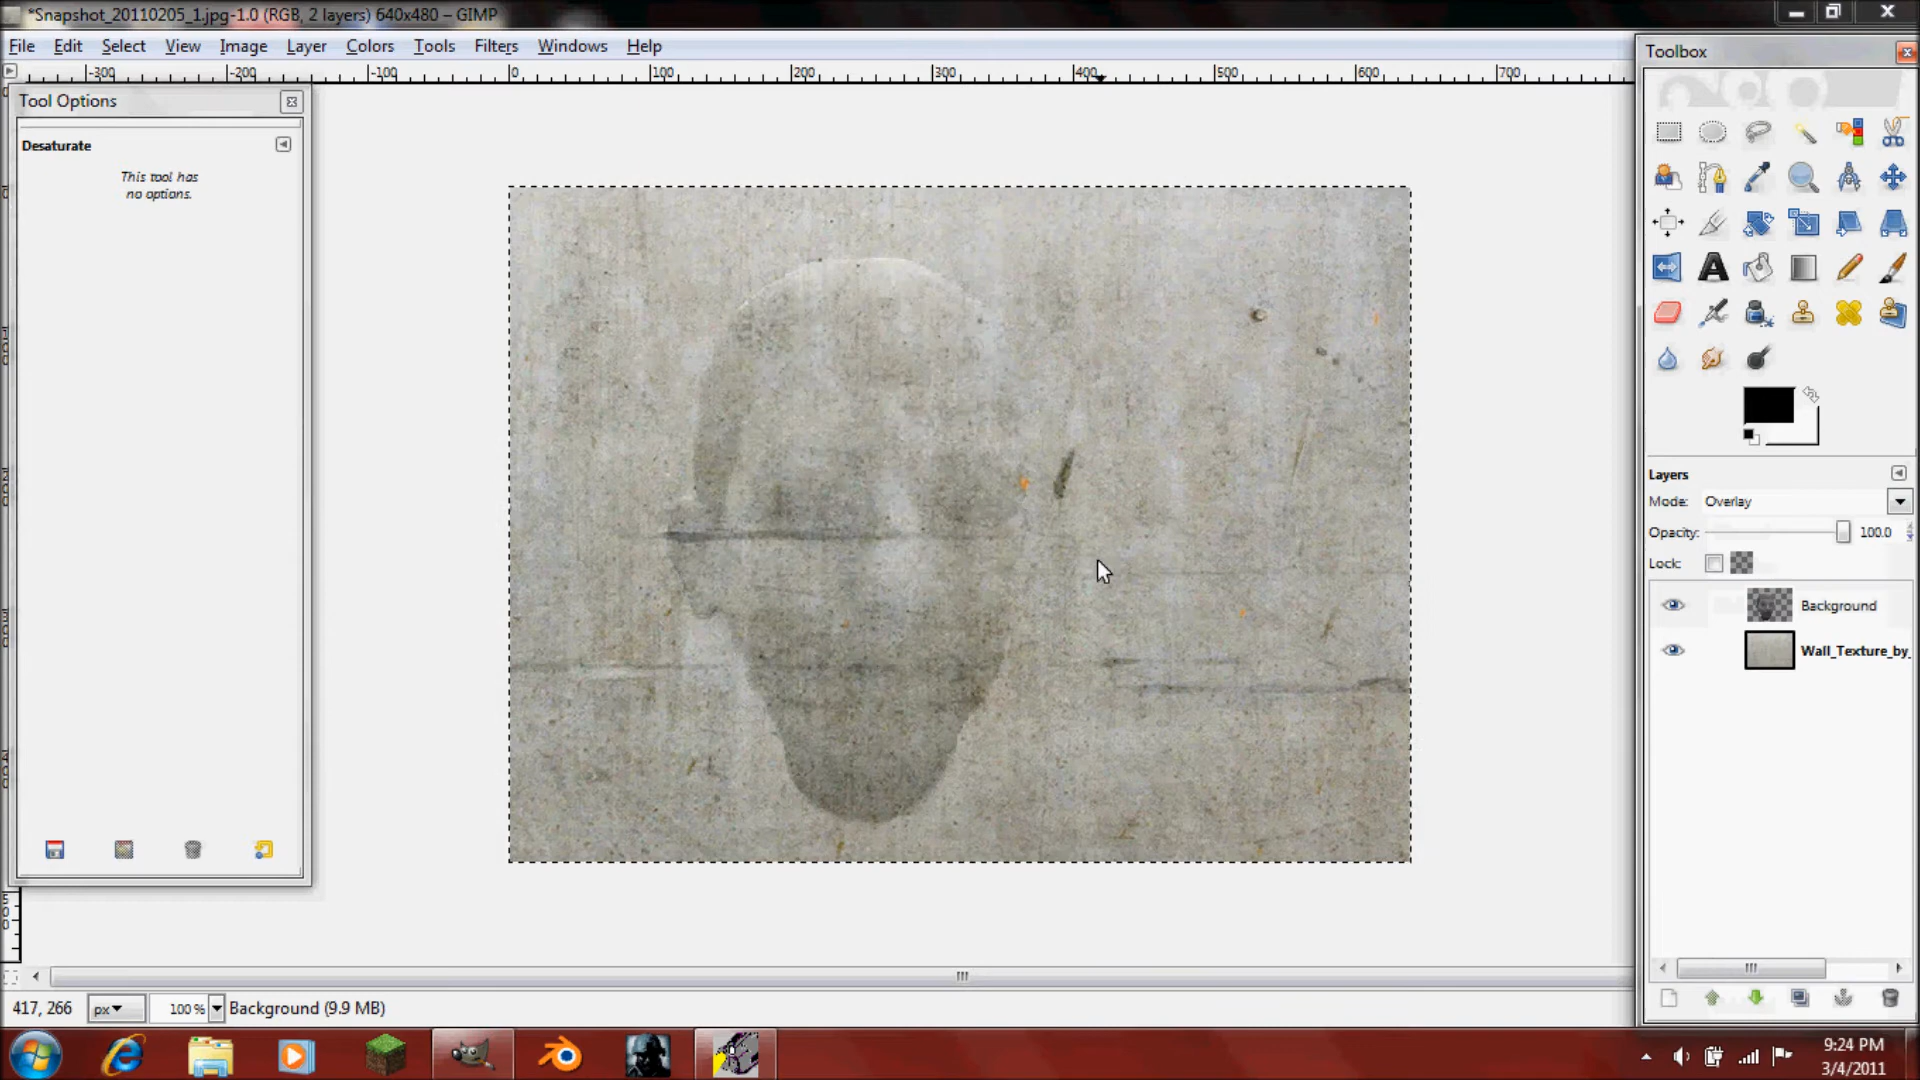 *Snapshot_20110205_1.jpg-1.0 (RGB, 2 layers) 640x480 – GIMP
File Edit Select View Image Layer Colors Tools Filters Windows Help
-300 -200 -100 0 100 200 300 400 500 600 700
Toolbox
Tool Options
Desaturate
This tool has
no options.
Layers
Mode: Overlay
Opacity: 100.0
Lock:
Background
Wall_Texture_by_
417, 266 px 100 % Background (9.9 MB)
9:24 PM
3/4/2011